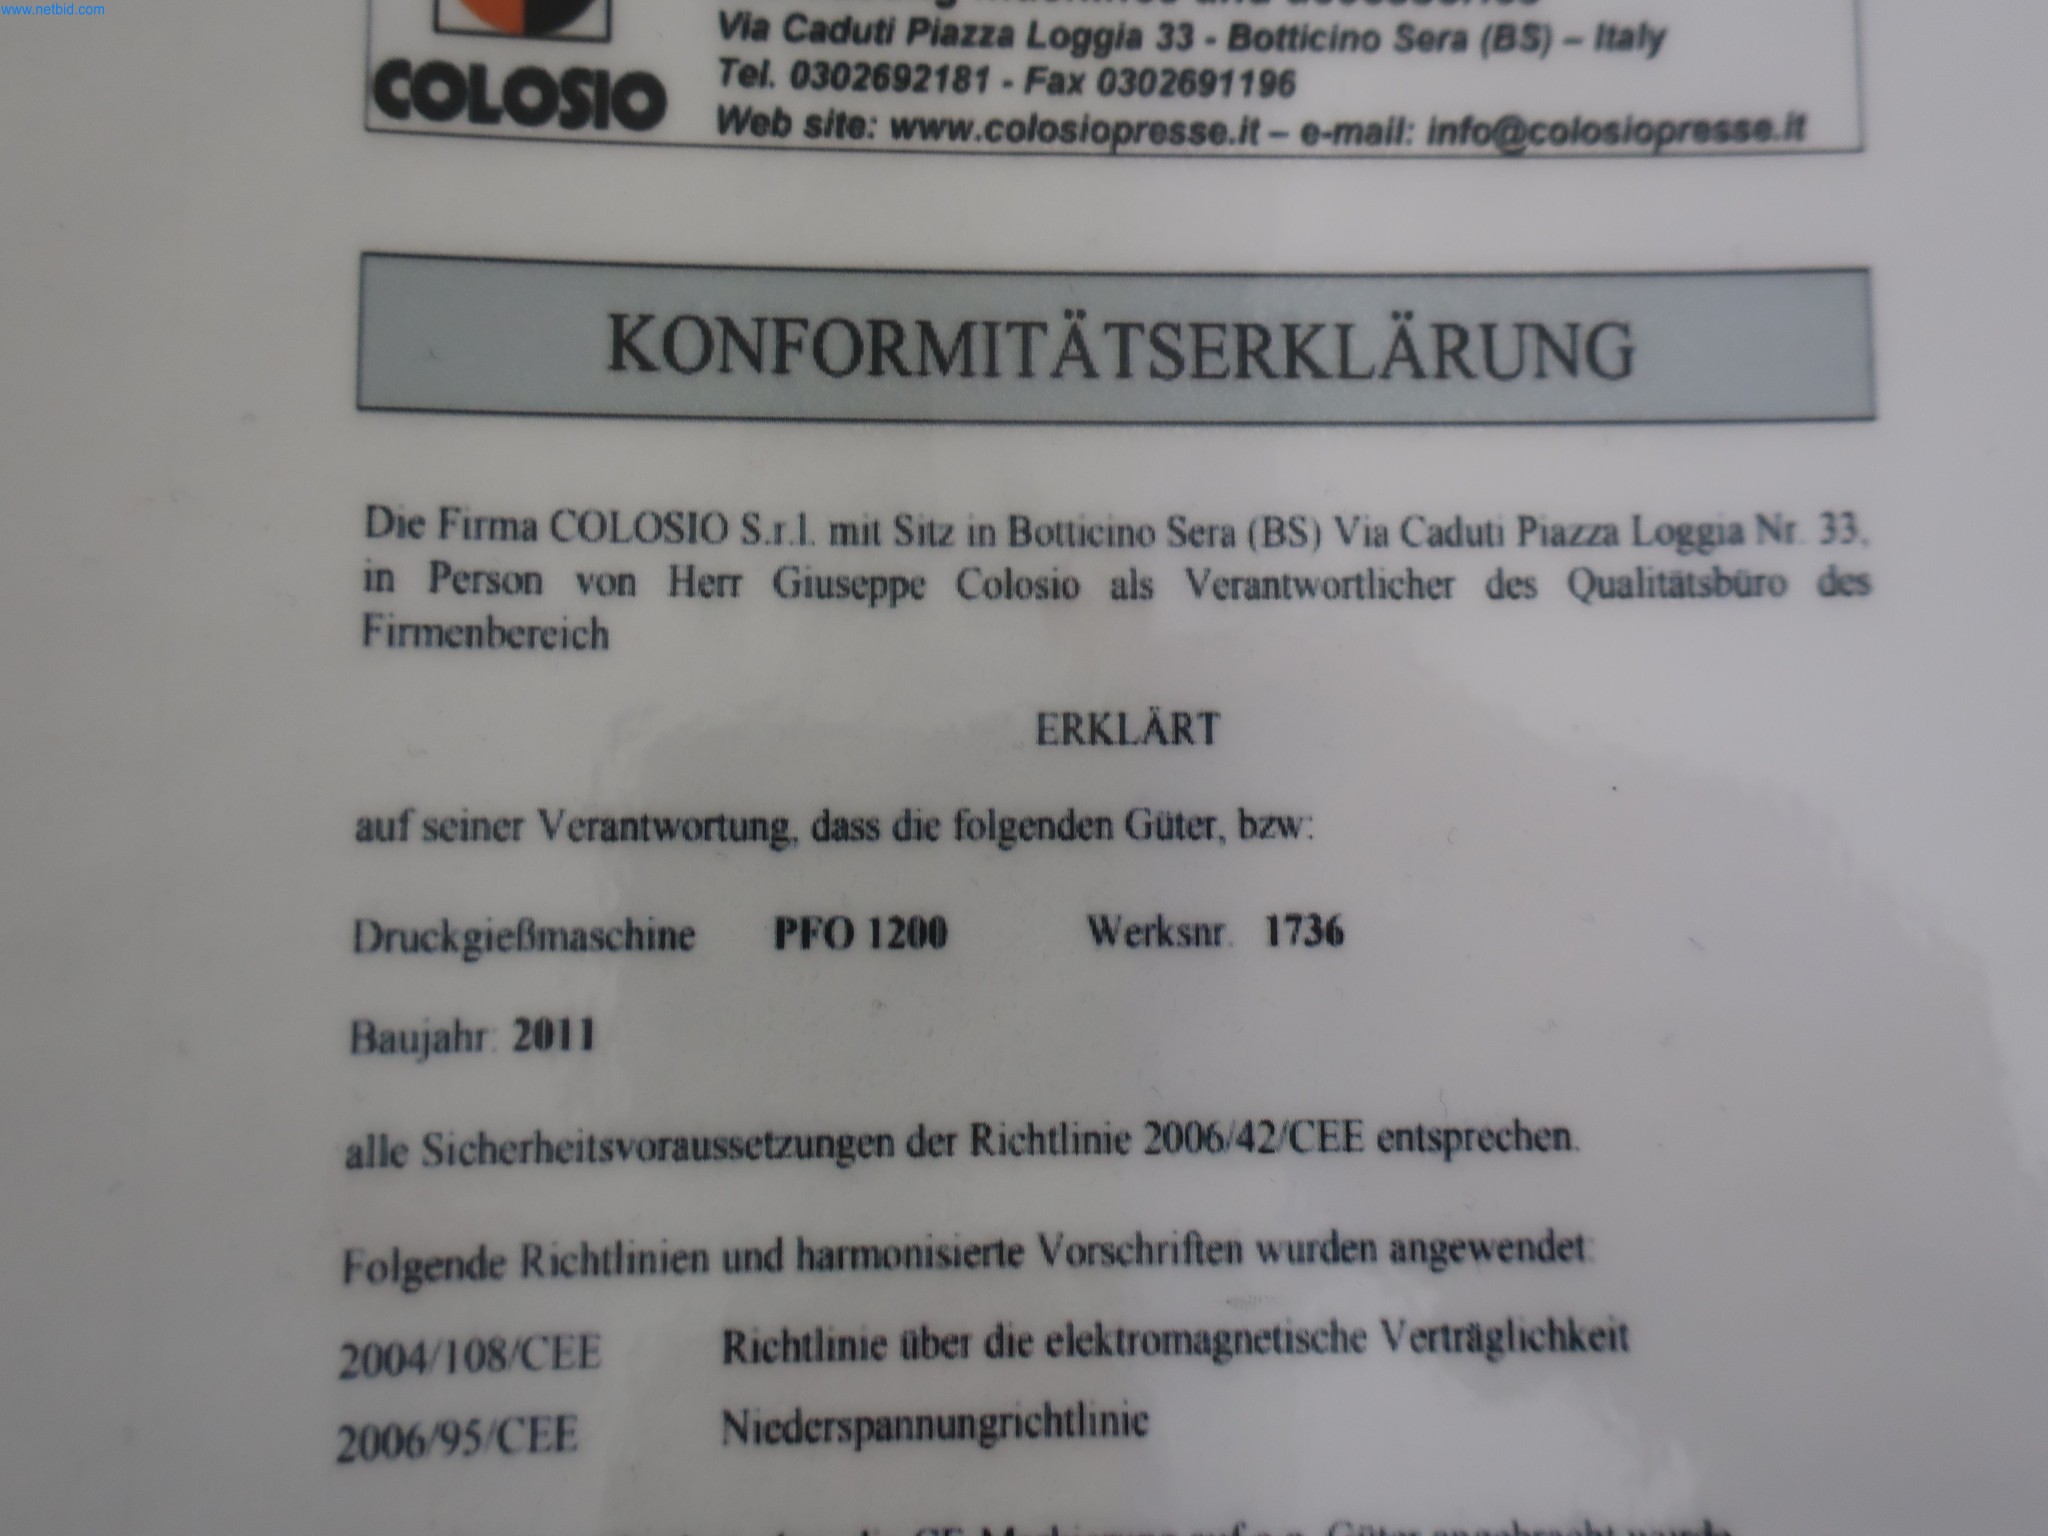 www.netbid.com
Via Caduti Piazza Loggia 33 - Botticino Sera (BS) – Italy
COLOSIO
Tel. 0302692181 - Fax 0302691196
Web site: www.colosiopresse.it – e-mail: info@colosiopresse.it
KONFORMITÄTSERKLÄRUNG
Die Firma COLOSIO S.r.l. mit Sitz in Botticino Sera (BS) Via Caduti Piazza Loggia Nr. 33,
in Person von Herr Giuseppe Colosio als Verantwortlicher des Qualitätsbüro des
Firmenbereich
ERKLÄRT
auf seiner Verantwortung, dass die folgenden Güter, bzw:
Druckgießmaschine PFO 1200 Werksnr. 1736
Baujahr: 2011
alle Sicherheitsvoraussetzungen der Richtlinie 2006/42/CEE entsprechen.
Folgende Richtlinien und harmonisierte Vorschriften wurden angewendet:
2004/108/CEE Richtlinie über die elektromagnetische Verträglichkeit
2006/95/CEE Niederspannungrichtlinie